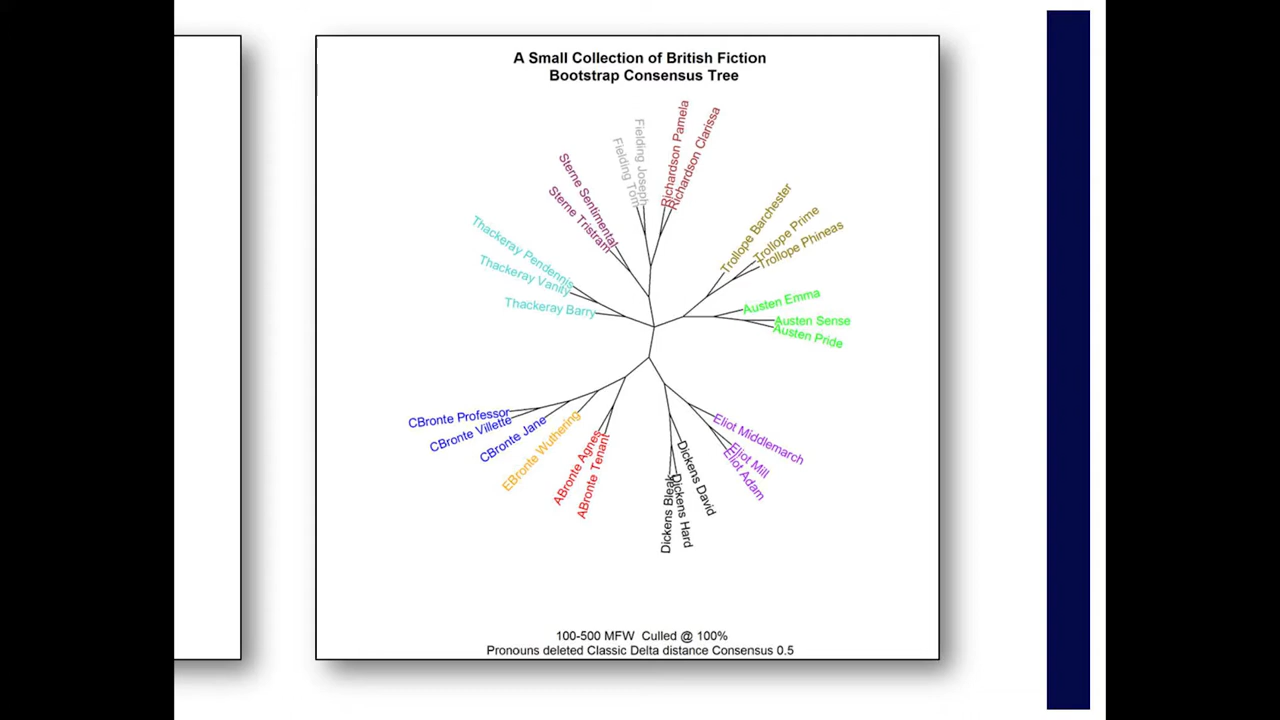 A Small Collection of British Fiction
Bootstrap Consensus Tree
Fielding Joseph
Fielding Tom
Richardson Pamela
Richardson Clarissa
Sterne Sentimental
Sterne Tristram
Trollope Barchester
Trollope Prime
Trollope Phineas
Thackeray Pendennis
Thackeray Vanity
Thackeray Barry
Austen Emma
Austen Sense
Austen Pride
CBronte Professor
CBronte Villette
CBronte Jane
EBronte Wuthering
ABronte Agnes
ABronte Tenant
Dickens Bleak
Dickens Hard
Dickens David
Eliot Middlemarch
Eliot Mill
Eliot Adam
100-500 MFW Culled @ 100%
Pronouns deleted Classic Delta distance Consensus 0.5